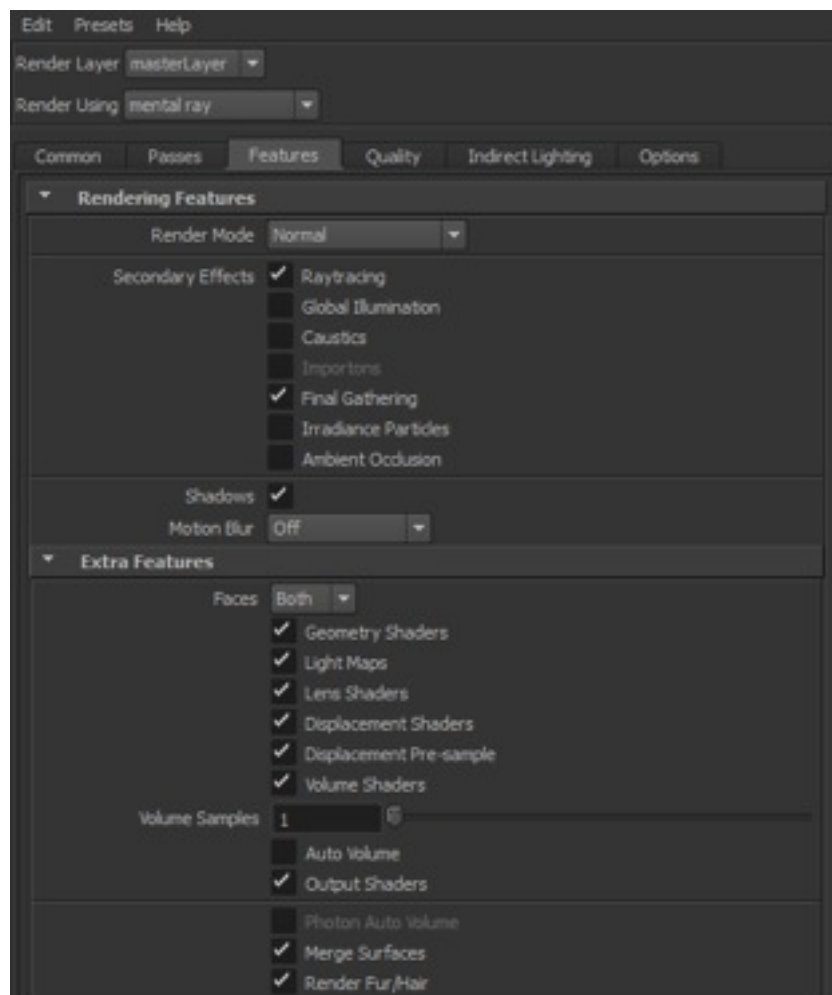 Edit Presets Help
Render Layer masterLayer
Render Using mental ray
Common Passes Features Quality Indirect Lighting Options
Rendering Features
Render Mode Normal
Secondary Effects Raytracing
Global Illumination
Caustics
Importons
Final Gathering
Irradiance Particles
Ambient Occlusion
Shadows
Motion Blur Off
Extra Features
Faces Both
Geometry Shaders
Light Maps
Lens Shaders
Displacement Shaders
Displacement Pre-sample
Volume Shaders
Volume Samples 1
Auto Volume
Output Shaders
Photon Auto Volume
Merge Surfaces
Render Fur/Hair